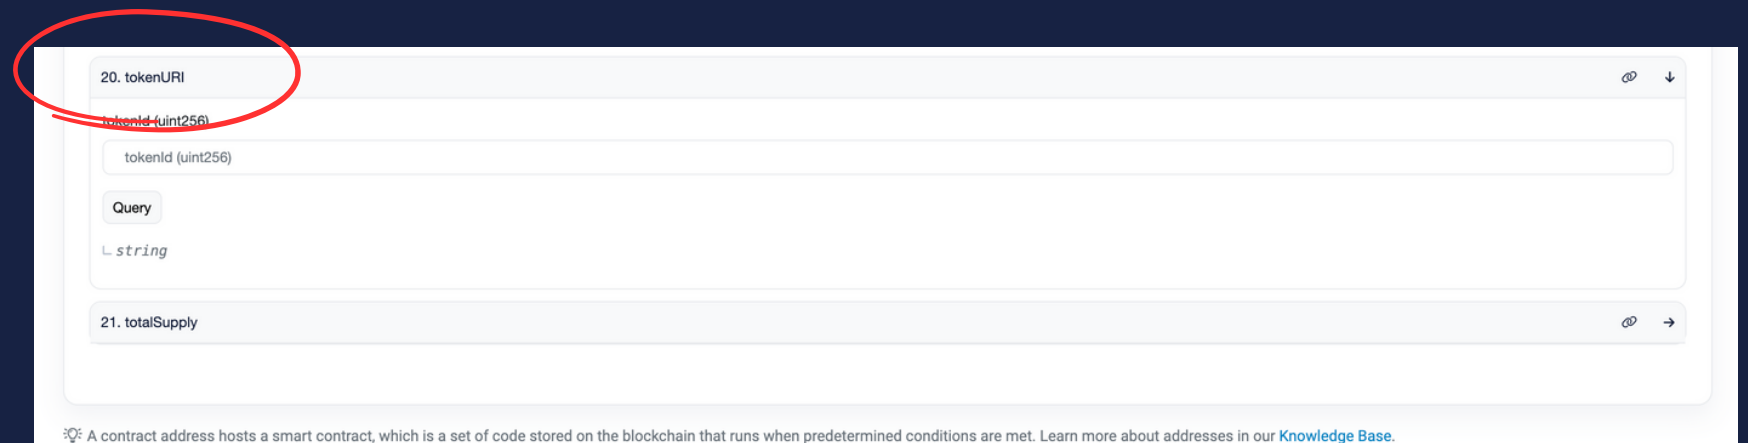 20. tokenURI
tokenId (uint256)
tokenId (uint256)
Query
string
21. totalSupply
A contract address hosts a smart contract, which is a set of code stored on the blockchain that runs when predetermined conditions are met. Learn more about addresses in our Knowledge Base.